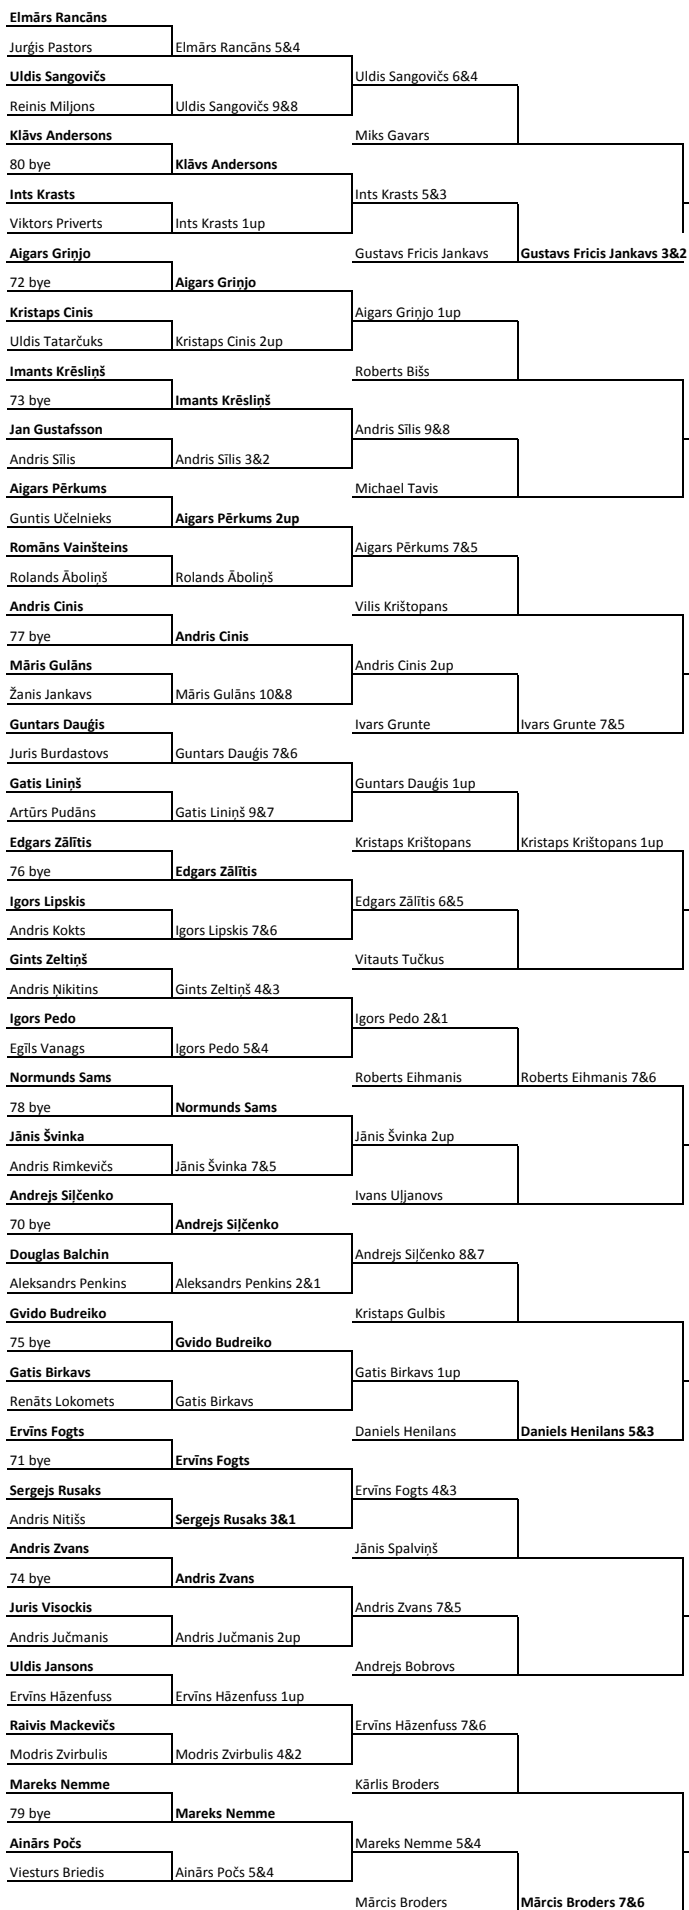 Elmārs Rancāns
Jurģis Pastors Elmārs Rancāns 5&4
Uldis Sangovičs Uldis Sangovičs 6&4
Reinis Miljons Uldis Sangovičs 9&8
Klāvs Andersons Miks Gavars
80 bye Klāvs Andersons
Ints Krasts Ints Krasts 5&3
Viktors Priverts Ints Krasts 1up
Aigars Griņjo Gustavs Fricis Jankavs Gustavs Fricis Jankavs 3&2
72 bye Aigars Griņjo
Kristaps Cinis Aigars Griņjo 1up
Uldis Tatarčuks Kristaps Cinis 2up
Imants Krēsliņš Roberts Bišs
73 bye Imants Krēsliņš
Jan Gustafsson Andris Sīlis 9&8
Andris Sīlis Andris Sīlis 3&2
Aigars Pērkums Michael Tavis
Guntis Učelnieks Aigars Pērkums 2up
Romāns Vainšteins Aigars Pērkums 7&5
Rolands Āboliņš Rolands Āboliņš
Andris Cinis Vilis Krištopans
77 bye Andris Cinis
Māris Gulāns Andris Cinis 2up
Žanis Jankavs Māris Gulāns 10&8
Guntars Dauģis Ivars Grunte Ivars Grunte 7&5
Juris Burdastovs Guntars Dauģis 7&6
Gatis Liniņš Guntars Dauģis 1up
Artūrs Pudāns Gatis Liniņš 9&7
Edgars Zālītis Kristaps Krištopans Kristaps Krištopans 1up
76 bye Edgars Zālītis
Igors Lipskis Edgars Zālītis 6&5
Andris Kokts Igors Lipskis 7&6
Gints Zeltiņš Vitauts Tučkus
Andris Ņikitins Gints Zeltiņš 4&3
Igors Pedo Igors Pedo 2&1
Egīls Vanags Igors Pedo 5&4
Normunds Sams Roberts Eihmanis Roberts Eihmanis 7&6
78 bye Normunds Sams
Jānis Švinka Jānis Švinka 2up
Andris Rimkevičs Jānis Švinka 7&5
Andrejs Siļčenko Ivans Uļjanovs
70 bye Andrejs Siļčenko
Douglas Balchin Andrejs Siļčenko 8&7
Aleksandrs Penkins Aleksandrs Penkins 2&1
Gvido Budreiko Kristaps Gulbis
75 bye Gvido Budreiko
Gatis Birkavs Gatis Birkavs 1up
Renāts Lokomets Gatis Birkavs
Ervīns Fogts Daniels Henilans Daniels Henilans 5&3
71 bye Ervīns Fogts
Sergejs Rusaks Ervīns Fogts 4&3
Andris Nitišs Sergejs Rusaks 3&1
Andris Zvans Jānis Spalviņš
74 bye Andris Zvans
Juris Visockis Andris Zvans 7&5
Andris Jučmanis Andris Jučmanis 2up
Uldis Jansons Andrejs Bobrovs
Ervīns Hāzenfuss Ervīns Hāzenfuss 1up
Raivis Mackevičs Ervīns Hāzenfuss 7&6
Modris Zvirbulis Modris Zvirbulis 4&2
Mareks Nemme Kārlis Broders
79 bye Mareks Nemme
Ainārs Počs Mareks Nemme 5&4
Viesturs Briedis Ainārs Počs 5&4
Mārcis Broders Mārcis Broders 7&6